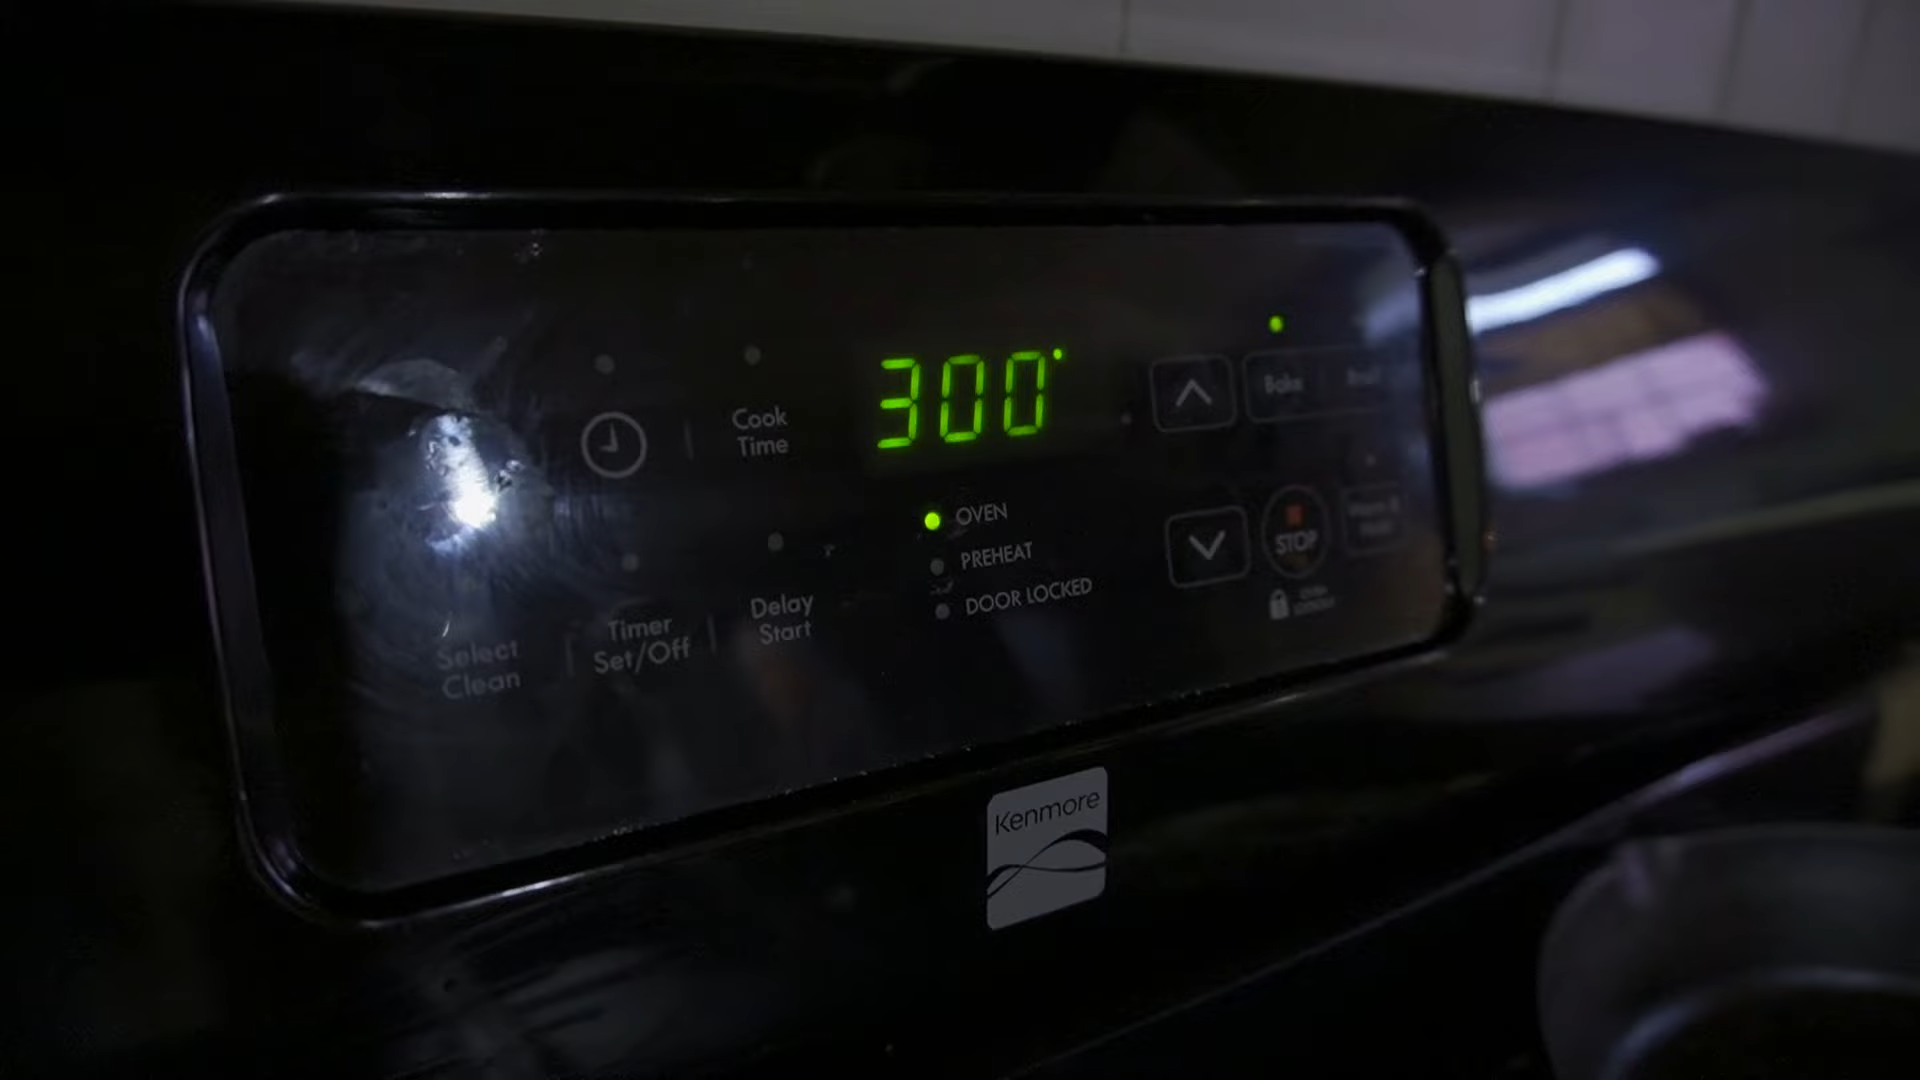 300°
Cook
Time
Bake
OVEN
PREHEAT
DOOR LOCKED
STOP
Delay
Start
Timer
Set/Off
Select
Clean
Kenmore